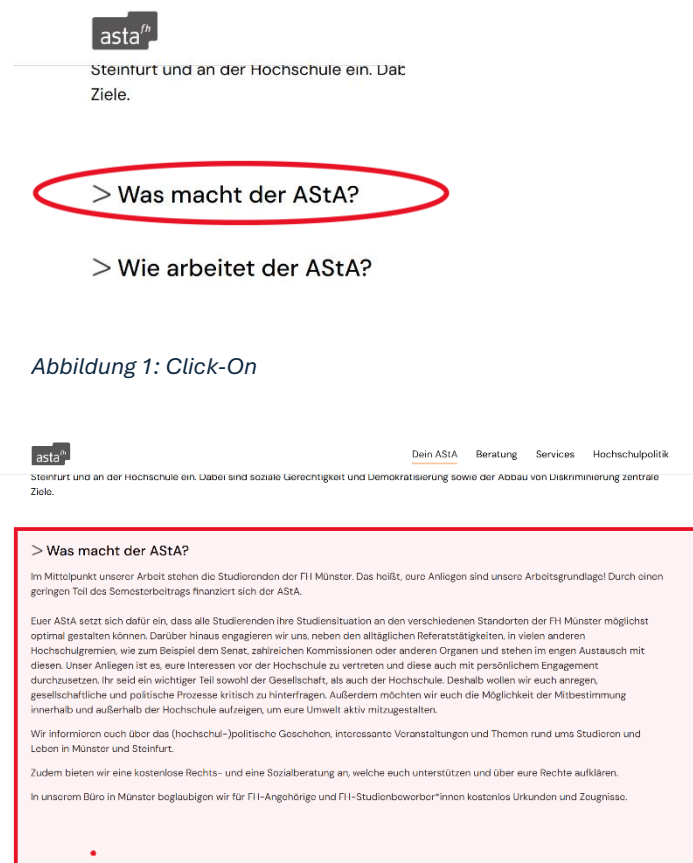 asta fh
Steinfurt und an der Hochschule ein. Dab
Ziele.
> Was macht der AStA?
> Wie arbeitet der AStA?
Abbildung 1: Click-On
asta fh
Dein AStA Beratung Services Hochschulpolitik
Steinfurt und an der Hochschule ein. Dabei sind soziale Gerechtigkeit und Demokratisierung sowie der Abbau von Diskriminierung zentrale
Ziele.
> Was macht der AStA?
Im Mittelpunkt unserer Arbeit stehen die Studierenden der FH Münster. Das heißt, eure Anliegen sind unsere Arbeitsgrundlage! Durch einen
geringen Teil des Semesterbeitrags finanziert sich der AStA.
Euer AStA setzt sich dafür ein, dass alle Studierenden ihre Studiensituation an den verschiedenen Standorten der FH Münster möglichst
optimal gestalten können. Darüber hinaus engagieren wir uns, neben den alltäglichen Referatstätigkeiten, in vielen anderen
Hochschulgremien, wie zum Beispiel dem Senat, zahlreichen Kommissionen oder anderen Organen und stehen im engen Austausch mit
diesen. Unser Anliegen ist es, eure Interessen vor der Hochschule zu vertreten und diese auch mit persönlichem Engagement
durchzusetzen. Ihr seid ein wichtiger Teil sowohl der Gesellschaft, als auch der Hochschule. Deshalb wollen wir euch anregen,
gesellschaftliche und politische Prozesse kritisch zu hinterfragen. Außerdem möchten wir euch die Möglichkeit der Mitbestimmung
innerhalb und außerhalb der Hochschule aufzeigen, um eure Umwelt aktiv mitzugestalten.
Wir informieren euch über das (hochschul-)politische Geschehen, interessante Veranstaltungen und Themen rund ums Studieren und
Leben in Münster und Steinfurt.
Zudem bieten wir eine kostenlose Rechts- und eine Sozialberatung an, welche euch unterstützen und über eure Rechte aufklären.
In unserem Büro in Münster beglaubigen wir für FH-Angehörige und FH-Studienbewerber*innen kostenlos Urkunden und Zeugnisse.